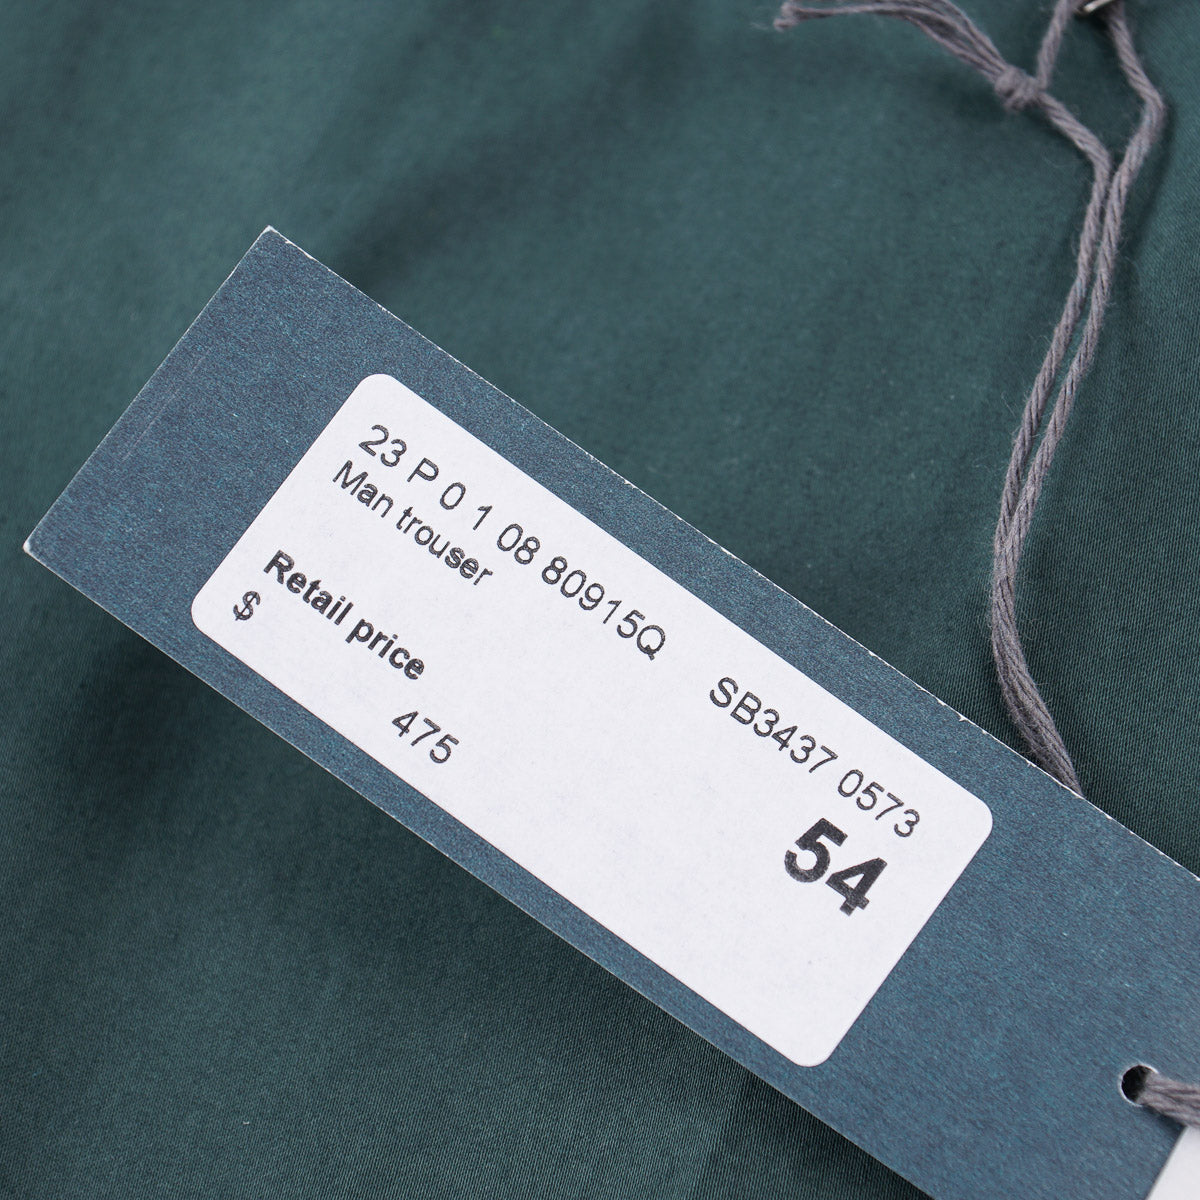 23 P 0 1 08 80915Q SB3437 0573
Man trouser 54
Retail price
$ 475